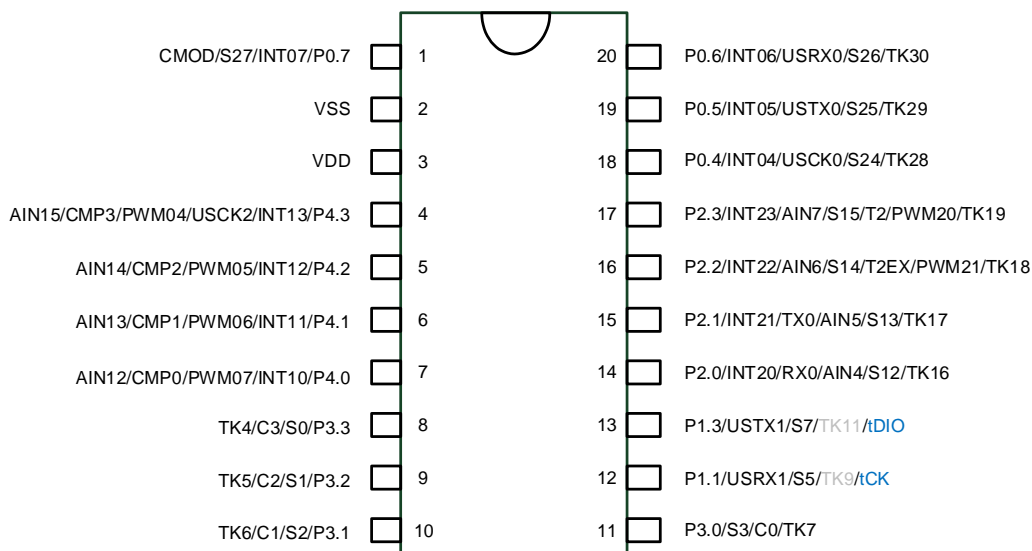 CMOD/S27/INT07/P0.7 1 20 P0.6/INT06/USRX0/S26/TK30
VSS 2 19 P0.5/INT05/USTX0/S25/TK29
VDD 3 18 P0.4/INT04/USCK0/S24/TK28
AIN15/CMP3/PWM04/USCK2/INT13/P4.3 4 17 P2.3/INT23/AIN7/S15/T2/PWM20/TK19
AIN14/CMP2/PWM05/INT12/P4.2 5 16 P2.2/INT22/AIN6/S14/T2EX/PWM21/TK18
AIN13/CMP1/PWM06/INT11/P4.1 6 15 P2.1/INT21/TX0/AIN5/S13/TK17
AIN12/CMP0/PWM07/INT10/P4.0 7 14 P2.0/INT20/RX0/AIN4/S12/TK16
TK4/C3/S0/P3.3 8 13 P1.3/USTX1/S7/TK11/tDIO
TK5/C2/S1/P3.2 9 12 P1.1/USRX1/S5/TK9/tCK
TK6/C1/S2/P3.1 10 11 P3.0/S3/C0/TK7